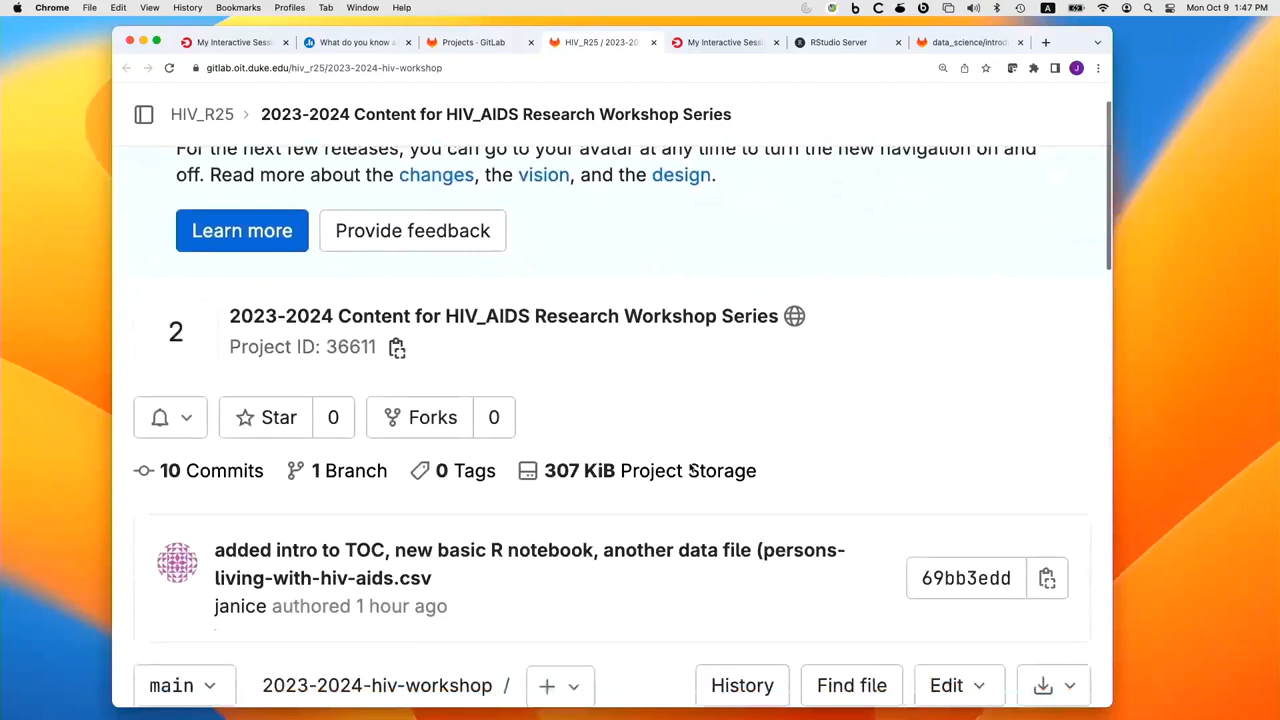 Chrome File Edit View History Bookmarks Profiles Tab Window Help Mon Oct 9 1:47 PM
My Interactive Sessi What do you know a Projects · GitLab HIV_R25 / 2023-202 My Interactive Sessi RStudio Server data_science/introd
gitlab.oit.duke.edu/hiv_r25/2023-2024-hiv-workshop
HIV_R25 > 2023-2024 Content for HIV_AIDS Research Workshop Series
For the next few releases, you can go to your avatar at any time to turn the new navigation on and
off. Read more about the changes, the vision, and the design.
Learn more Provide feedback
2 2023-2024 Content for HIV_AIDS Research Workshop Series
Project ID: 36611
Star 0 Forks 0
10 Commits 1 Branch 0 Tags 307 KiB Project Storage
added intro to TOC, new basic R notebook, another data file (persons-
living-with-hiv-aids.csv
69bb3edd
janice authored 1 hour ago
main 2023-2024-hiv-workshop / + History Find file Edit